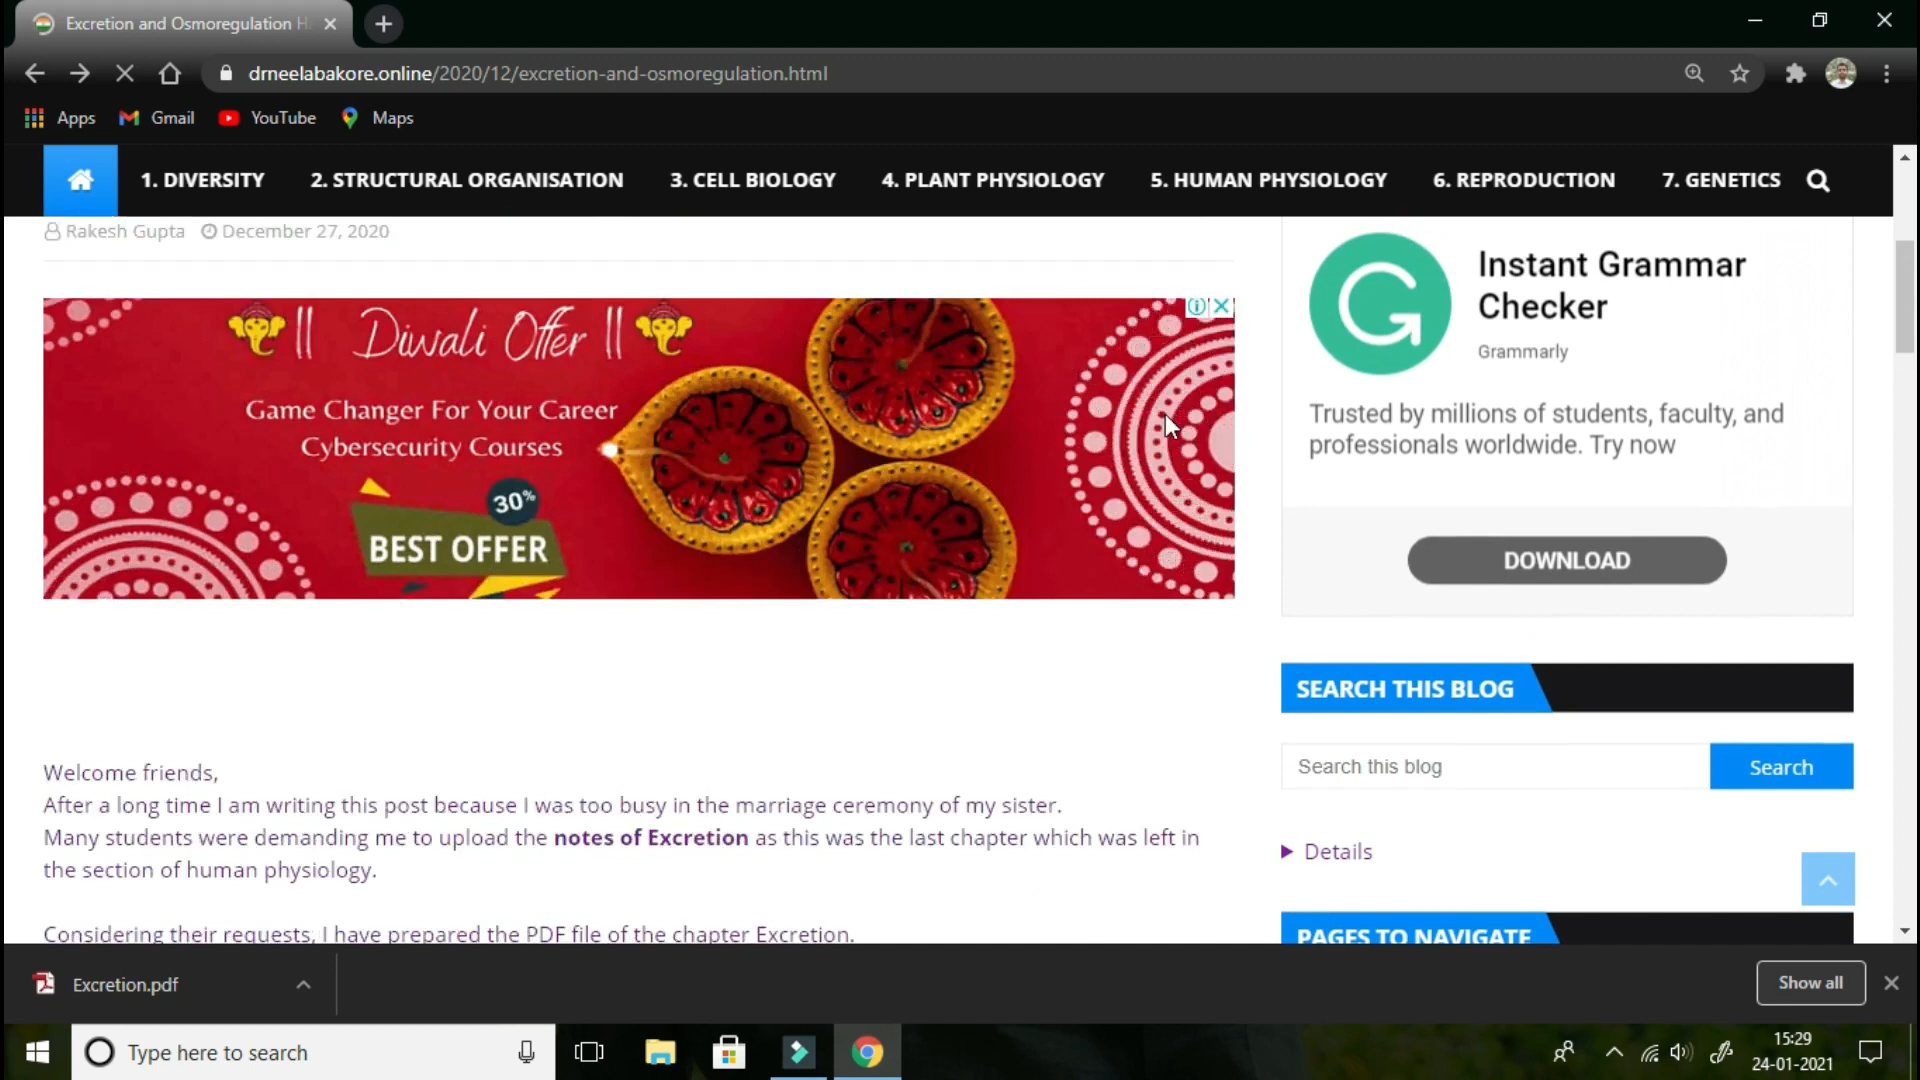 Excretion and Osmoregulation H
drneelabakore.online/2020/12/excretion-and-osmoregulation.html
Apps Gmail YouTube Maps
1. DIVERSITY 2. STRUCTURAL ORGANISATION 3. CELL BIOLOGY 4. PLANT PHYSIOLOGY 5. HUMAN PHYSIOLOGY 6. REPRODUCTION 7. GENETICS
Rakesh Gupta December 27, 2020
|| Diwali Offer ||
Game Changer For Your Career
Cybersecurity Courses
30%
BEST OFFER
Instant Grammar
Checker
Grammarly
Trusted by millions of students, faculty, and
professionals worldwide. Try now
DOWNLOAD
SEARCH THIS BLOG
Search this blog Search
Details
PAGES TO NAVIGATE
Welcome friends,
After a long time I am writing this post because I was too busy in the marriage ceremony of my sister.
Many students were demanding me to upload the notes of Excretion as this was the last chapter which was left in
the section of human physiology.
Considering their requests, I have prepared the PDF file of the chapter Excretion.
Excretion.pdf
Show all
Type here to search
15:29
24-01-2021